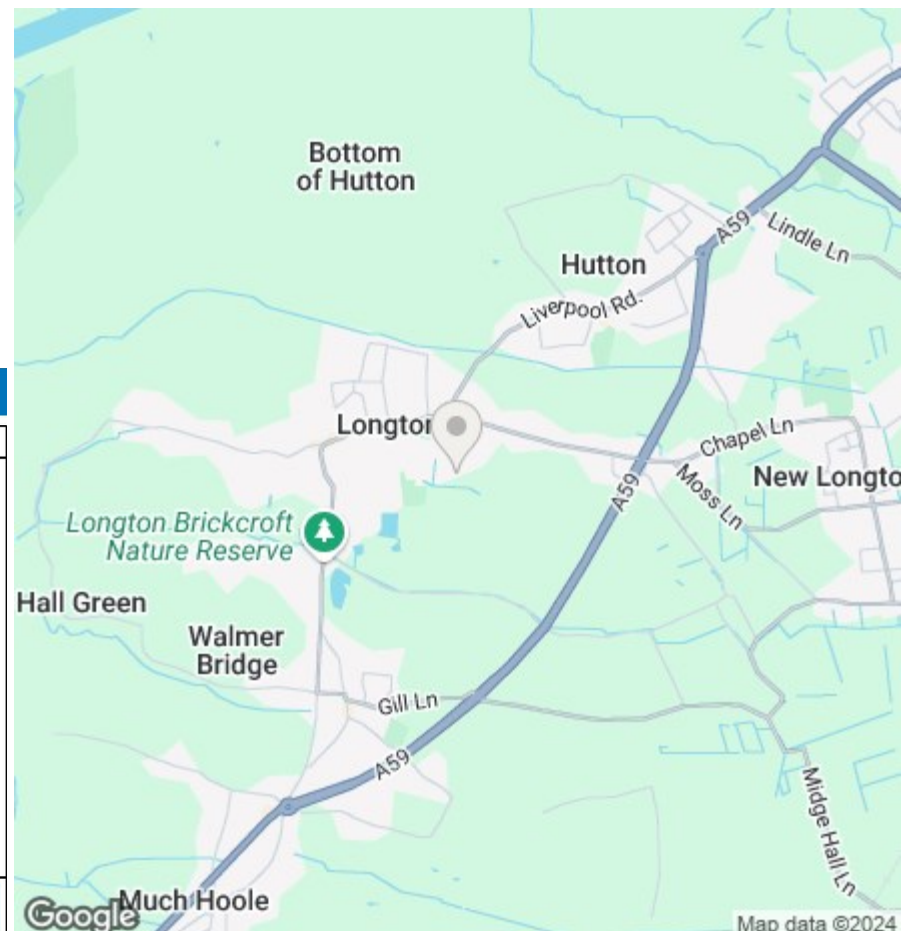 Bottom
of Hutton
A59
Lindle Ln
Hutton
Liverpool Rd.
Longton
Chapel Ln
New Longto
Moss Ln
A59
Longton Brickcroft
Nature Reserve
Hall Green
Walmer
Bridge
Gill Ln
A59
Midge Hall Ln
Much Hoole
Google
Map data ©2024